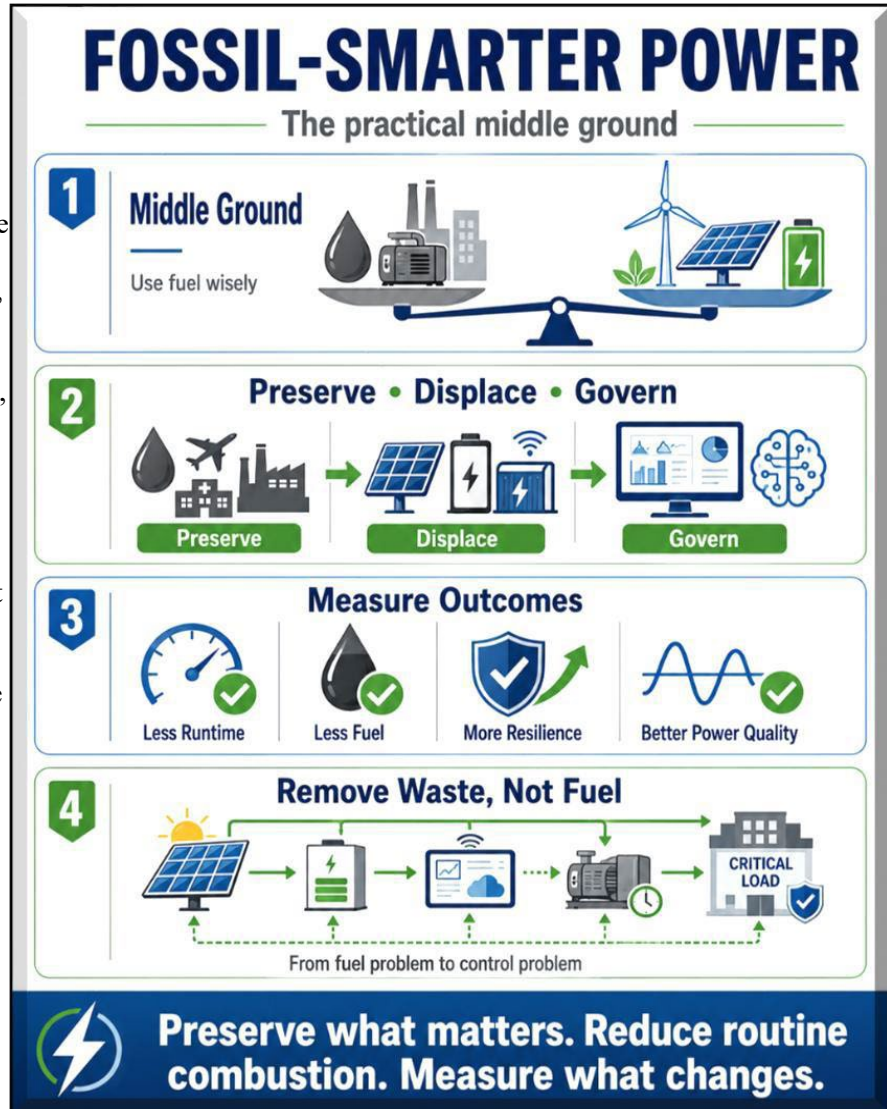 FOSSIL-SMARTER POWER
The practical middle ground
1
Middle Ground
Use fuel wisely
2
Preserve • Displace • Govern
Preserve
Displace
Govern
3
Measure Outcomes
Less Runtime
Less Fuel
More Resilience
Better Power Quality
4
Remove Waste, Not Fuel
CRITICAL
LOAD
From fuel problem to control problem
Preserve what matters. Reduce routine
combustion. Measure what changes.